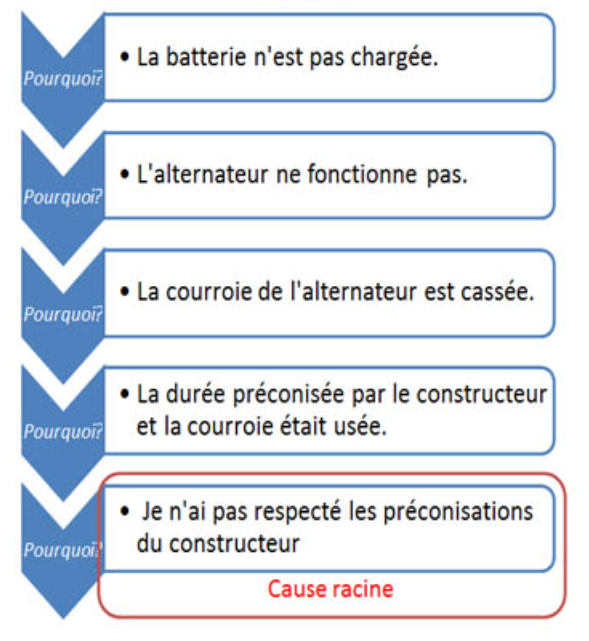 Pourquoi?
• La batterie n'est pas chargée.
Pourquoi?
• L'alternateur ne fonctionne pas.
Pourquoi?
• La courroie de l'alternateur est cassée.
Pourquoi?
• La durée préconisée par le constructeur
et la courroie était usée.
Pourquoi?
• Je n'ai pas respecté les préconisations
du constructeur
Cause racine